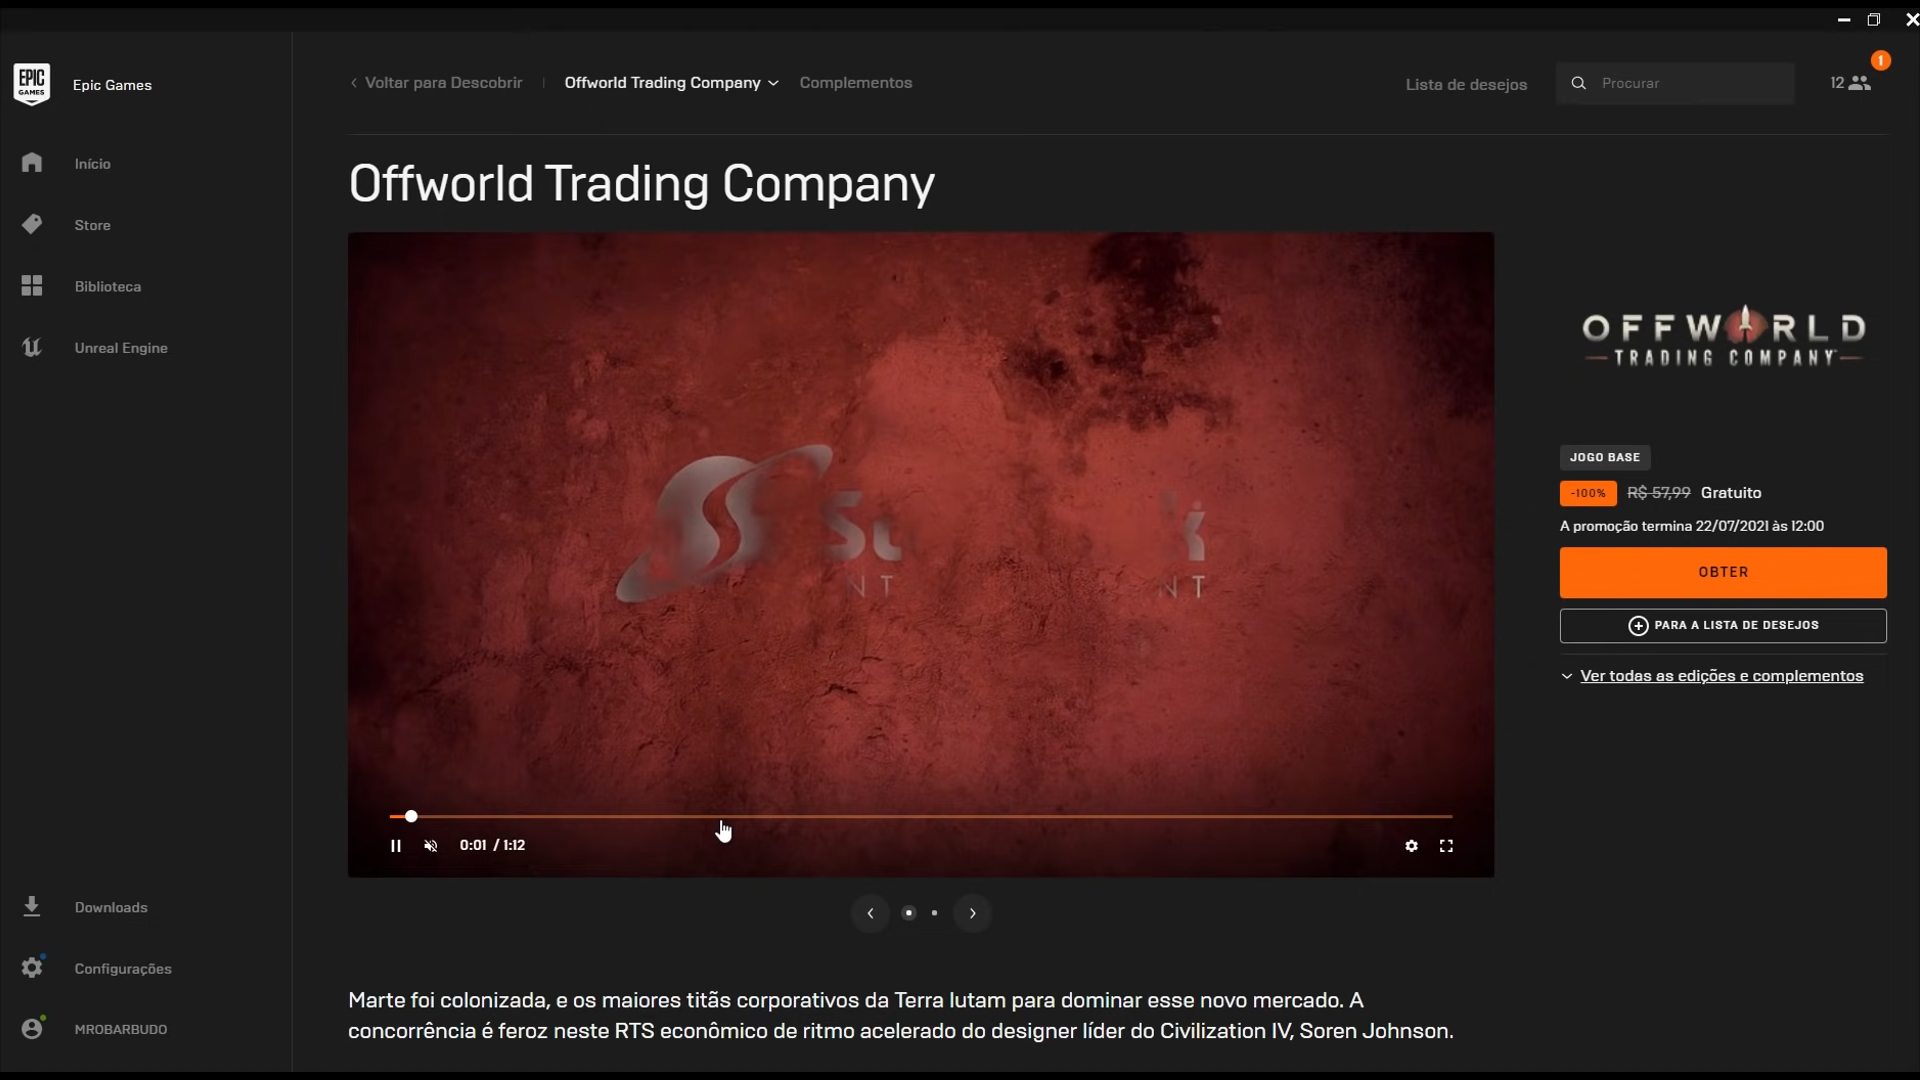 EPIC
GAMES
Epic Games
Início
Store
Biblioteca
Unreal Engine
Downloads
Configurações
MROBARBUDO
Voltar para Descobrir
Offworld Trading Company
Complementos
Lista de desejos
Procurar
12
1
Offworld Trading Company
0:01 / 1:12
OFFWORLD
TRADING COMPANY
JOGO BASE
-100% R$ 57,99 Gratuito
A promoção termina 22/07/2021 às 12:00
OBTER
PARA A LISTA DE DESEJOS
Ver todas as edições e complementos
Marte foi colonizada, e os maiores titãs corporativos da Terra lutam para dominar esse novo mercado. A
concorrência é feroz neste RTS econômico de ritmo acelerado do designer líder do Civilization IV, Soren Johnson.